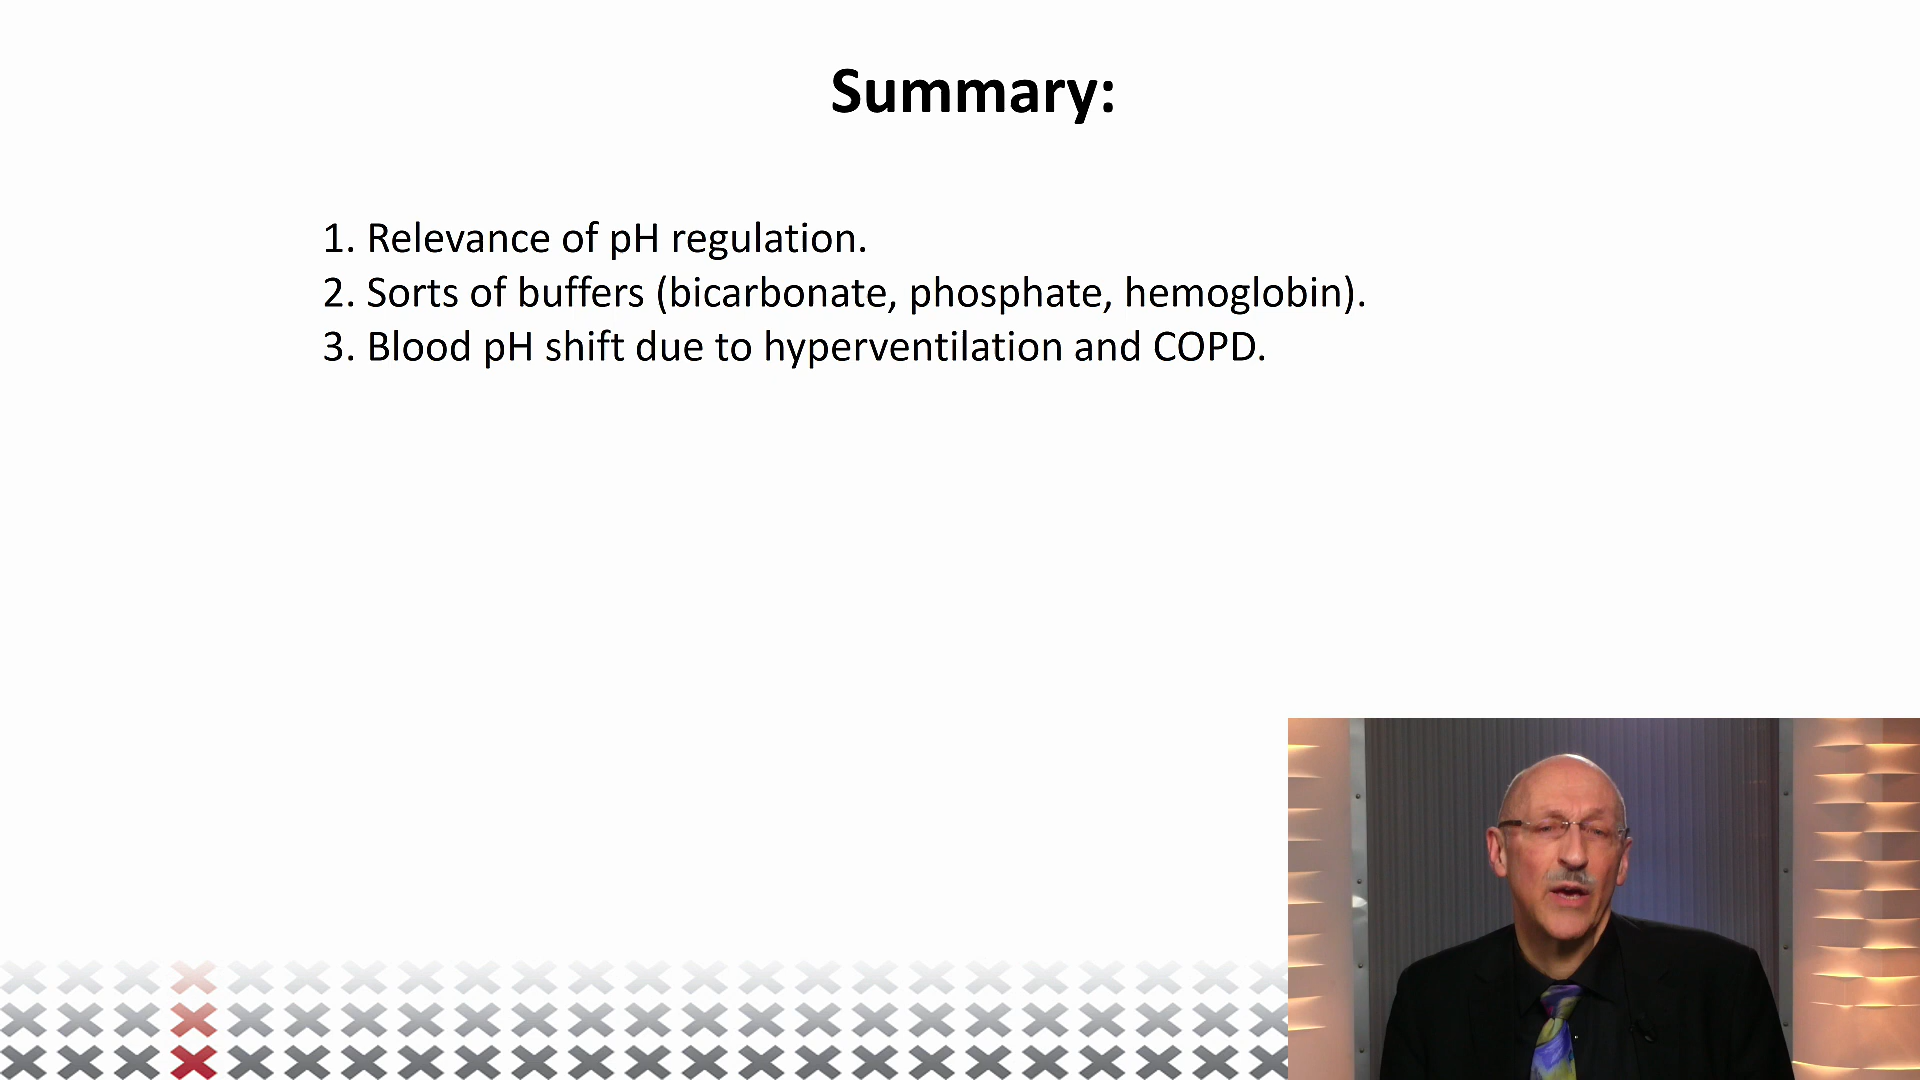 Summary:
1. Relevance of pH regulation.
2. Sorts of buffers (bicarbonate, phosphate, hemoglobin).
3. Blood pH shift due to hyperventilation and COPD.